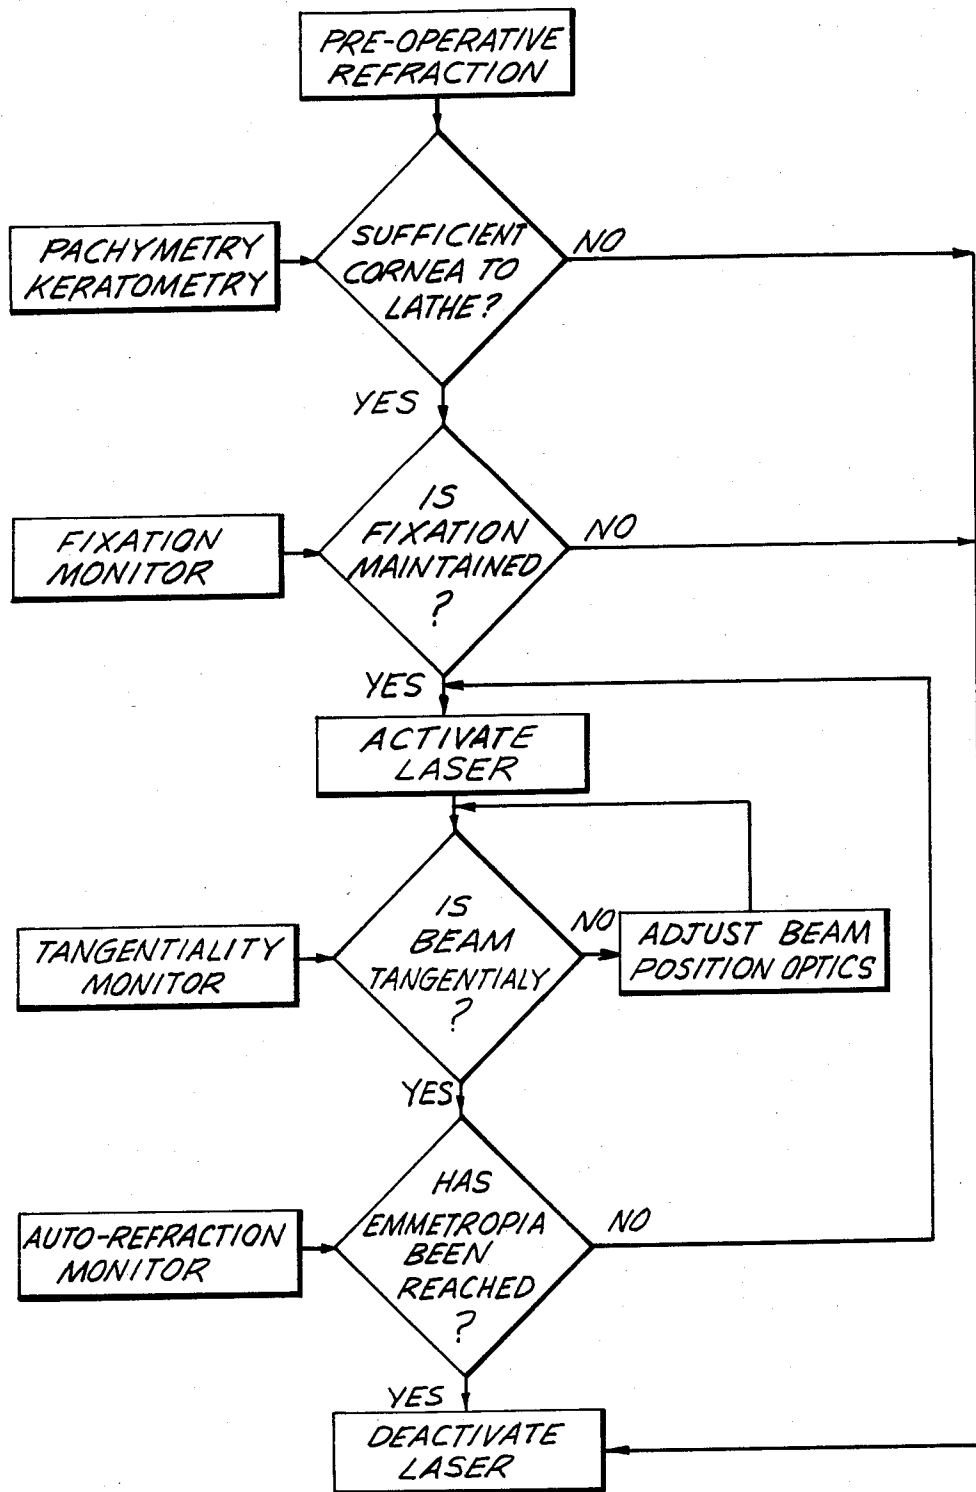 PRE-OPERATIVE
REFRACTION
PACHYMETRY
KERATOMETRY
SUFFICIENT
CORNEA TO
LATHE?
NO
YES
FIXATION
MONITOR
IS
FIXATION
MAINTAINED
?
NO
YES
ACTIVATE
LASER
TANGENTIALITY
MONITOR
IS
BEAM
TANGENTIALY
?
NO
ADJUST BEAM
POSITION OPTICS
YES
AUTO-REFRACTION
MONITOR
HAS
EMMETROPIA
BEEN
REACHED
?
NO
YES
DEACTIVATE
LASER